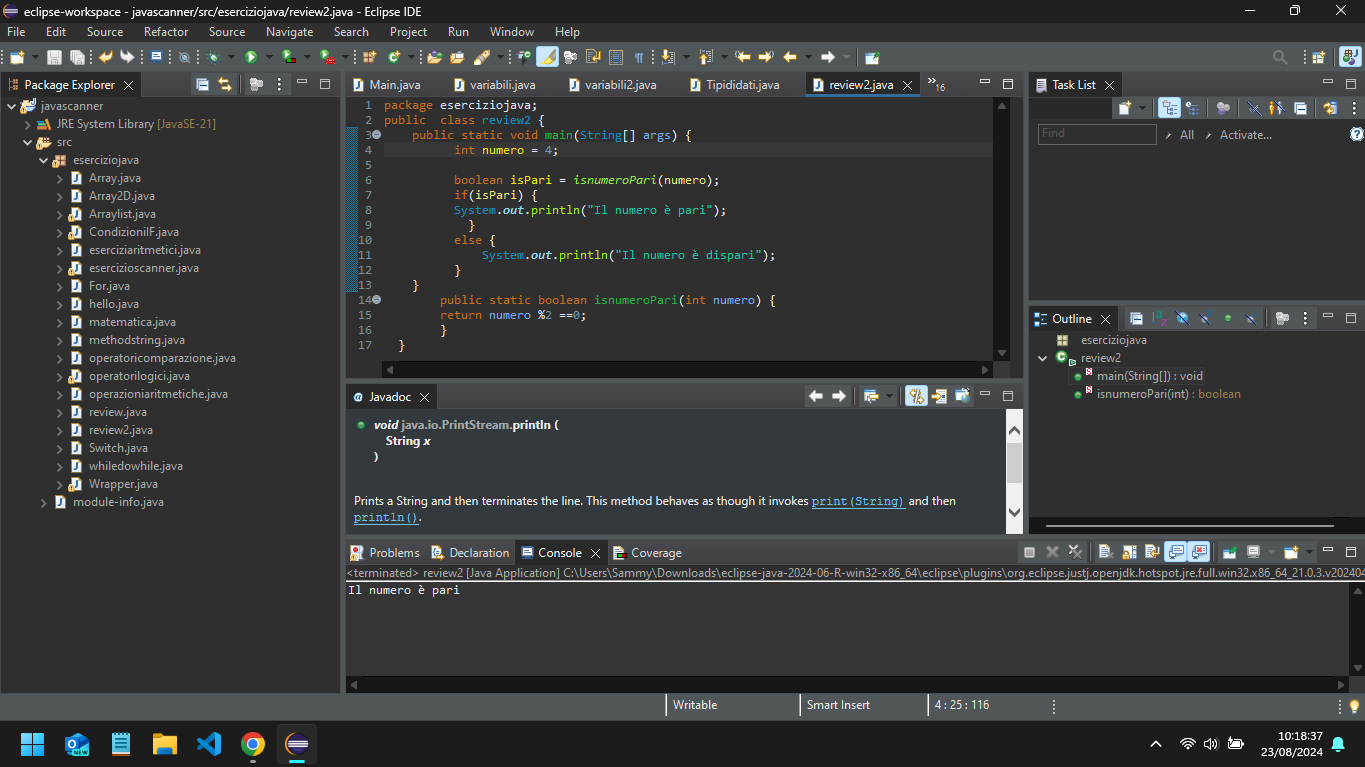 eclipse-workspace - javascanner/src/eserciziojava/review2.java - Eclipse IDE
File Edit Source Refactor Source Navigate Search Project Run Window Help
Package Explorer
javascanner
JRE System Library [JavaSE-21]
src
eserciziojava
Array.java
Array2D.java
Arraylist.java
CondizioniIF.java
eserciziaritmetici.java
esercizioscanner.java
For.java
hello.java
matematica.java
methodstring.java
operatoricomparazione.java
operatorilogici.java
operazioniaritmetiche.java
review.java
review2.java
Switch.java
whiledowhile.java
Wrapper.java
module-info.java
Main.java variabili.java variabili2.java Tipididati.java review2.java »16
1 package eserciziojava;
2 public  class review2 {
3     public static void main(String[] args) {
4           int numero = 4;
5
6           boolean isPari = isnumeroPari(numero);
7           if(isPari) {
8           System.out.println("Il numero è pari");
9             }
10          else {
11              System.out.println("Il numero è dispari");
12          }
13    }
14        public static boolean isnumeroPari(int numero) {
15        return numero %2 ==0;
16        }
17  }
Javadoc
void java.io.PrintStream.println (
String x
)
Prints a String and then terminates the line. This method behaves as though it invokes print(String) and then
println().
Problems Declaration Console Coverage
<terminated> review2 [Java Application] C:\Users\Sammy\Downloads\eclipse-java-2024-06-R-win32-x86_64\eclipse\plugins\org.eclipse.justj.openjdk.hotspot.jre.full.win32.x86_64_21.0.3.v202404
Il numero è pari
Task List
Find All Activate...
Outline
eserciziojava
review2
main(String[]) : void
isnumeroPari(int) : boolean
Writable Smart Insert 4 : 25 : 116
NEW
10:18:37
23/08/2024